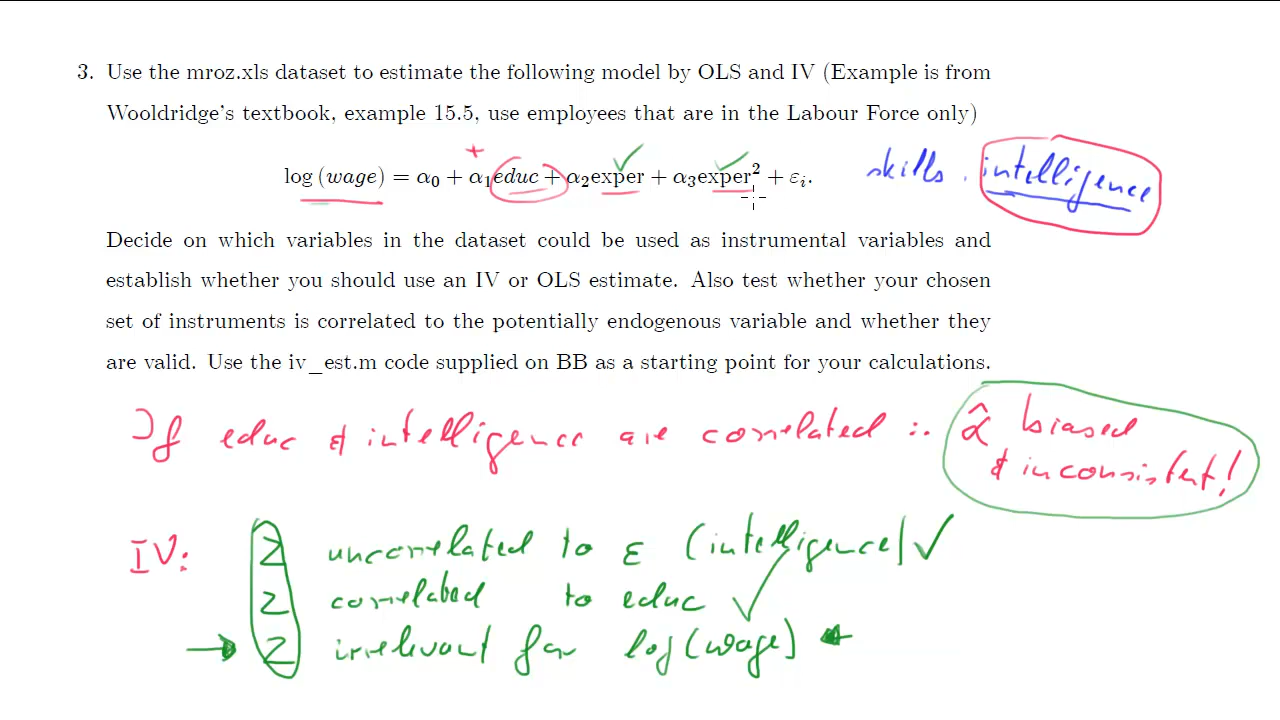 3. Use the mroz.xls dataset to estimate the following model by OLS and IV (Example is from
Wooldridge's textbook, example 15.5, use employees that are in the Labour Force only)
+
log (wage) = α₀ + α₁educ + α₂exper + α₃exper² + εᵢ. skills, intelligence
Decide on which variables in the dataset could be used as instrumental variables and
establish whether you should use an IV or OLS estimate. Also test whether your chosen
set of instruments is correlated to the potentially endogenous variable and whether they
are valid. Use the iv_est.m code supplied on BB as a starting point for your calculations.
If educ & intelligence are correlated ∴ α̂ biased
& inconsistent!
IV: Z uncorrelated to ε (intelligence) ✓
Z correlated to educ ✓
→ Z irrelevant for log(wage) ←